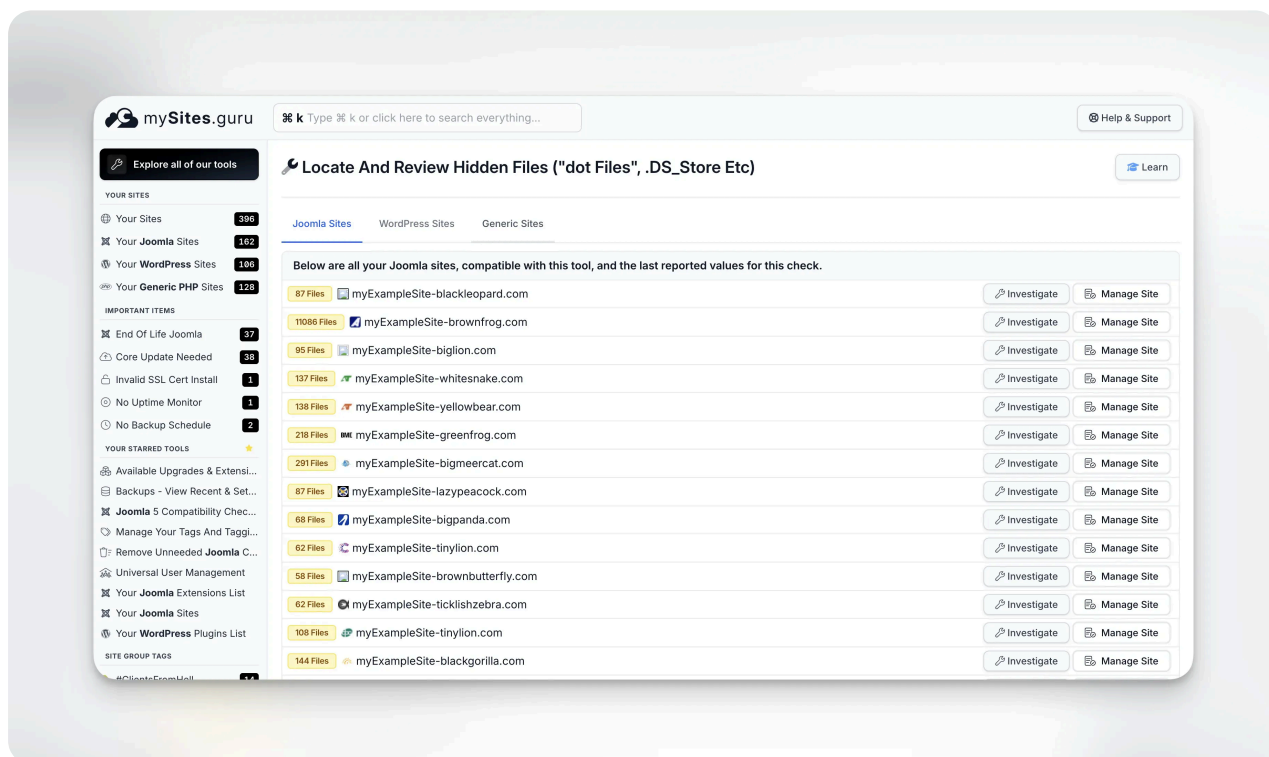 mySites.guru
⌘ k Type ⌘ k or click here to search everything...
Help & Support
Explore all of our tools
YOUR SITES
Your Sites 396
Your Joomla Sites 162
Your WordPress Sites 106
Your Generic PHP Sites 128
IMPORTANT ITEMS
End Of Life Joomla 37
Core Update Needed 38
Invalid SSL Cert Install 1
No Uptime Monitor 1
No Backup Schedule 2
YOUR STARRED TOOLS
Available Upgrades & Extensi...
Backups - View Recent & Set...
Joomla 5 Compatibility Chec...
Manage Your Tags And Taggi...
Remove Unneeded Joomla C...
Universal User Management
Your Joomla Extensions List
Your Joomla Sites
Your WordPress Plugins List
SITE GROUP TAGS
#ClientsFromHell 14
Locate And Review Hidden Files ("dot Files", .DS_Store Etc)
Learn
Joomla Sites WordPress Sites Generic Sites
Below are all your Joomla sites, compatible with this tool, and the last reported values for this check.
87 Files myExampleSite-blackleopard.com Investigate Manage Site
11086 Files myExampleSite-brownfrog.com Investigate Manage Site
95 Files myExampleSite-biglion.com Investigate Manage Site
137 Files myExampleSite-whitesnake.com Investigate Manage Site
138 Files myExampleSite-yellowbear.com Investigate Manage Site
218 Files myExampleSite-greenfrog.com Investigate Manage Site
291 Files myExampleSite-bigmeercat.com Investigate Manage Site
87 Files myExampleSite-lazypeacock.com Investigate Manage Site
68 Files myExampleSite-bigpanda.com Investigate Manage Site
62 Files myExampleSite-tinylion.com Investigate Manage Site
58 Files myExampleSite-brownbutterfly.com Investigate Manage Site
62 Files myExampleSite-ticklishzebra.com Investigate Manage Site
108 Files myExampleSite-tinylion.com Investigate Manage Site
144 Files myExampleSite-blackgorilla.com Investigate Manage Site